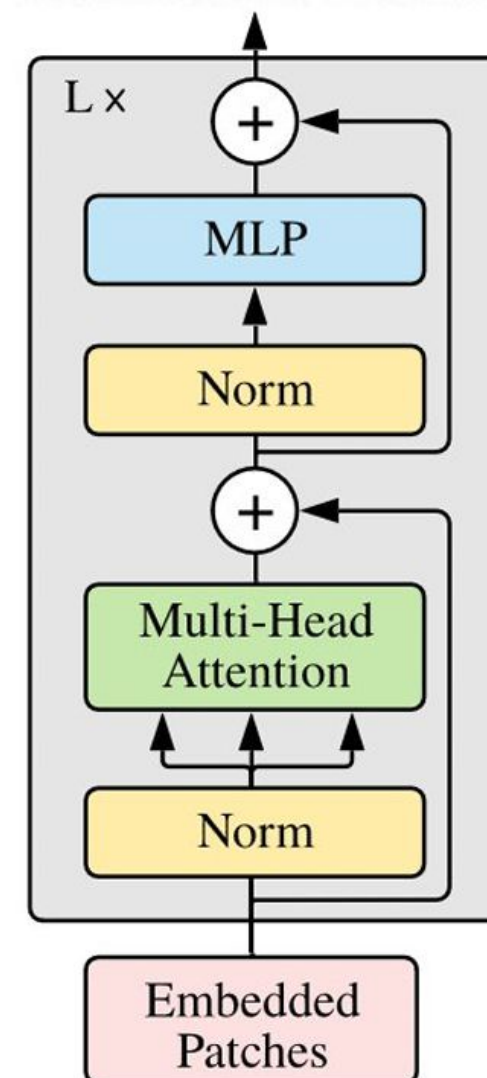 L ×
+
MLP
Norm
+
Multi-Head
Attention
Norm
Embedded
Patches